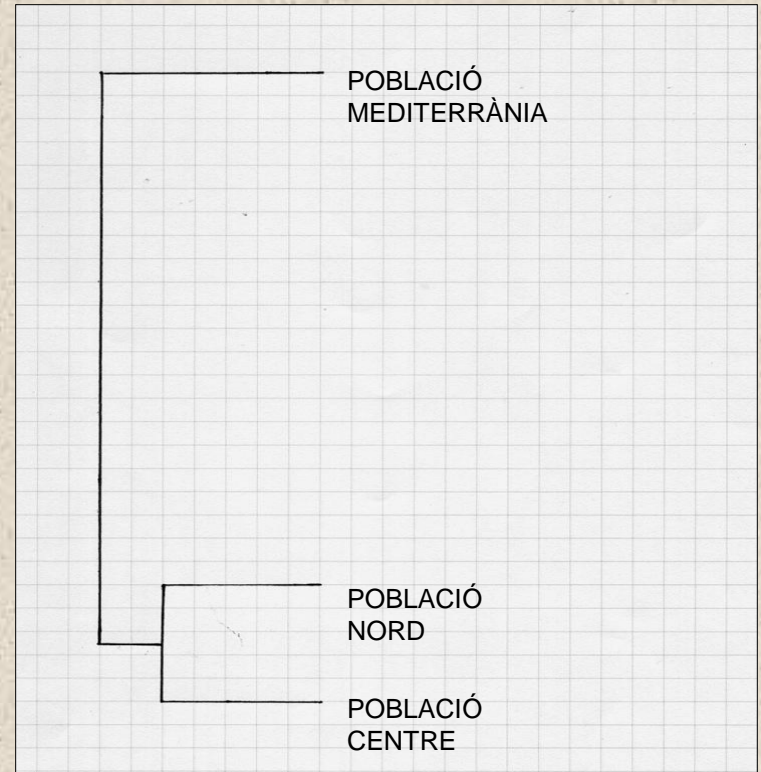 POBLACIÓ
MEDITERRÀNIA
POBLACIÓ
NORD
POBLACIÓ
CENTRE